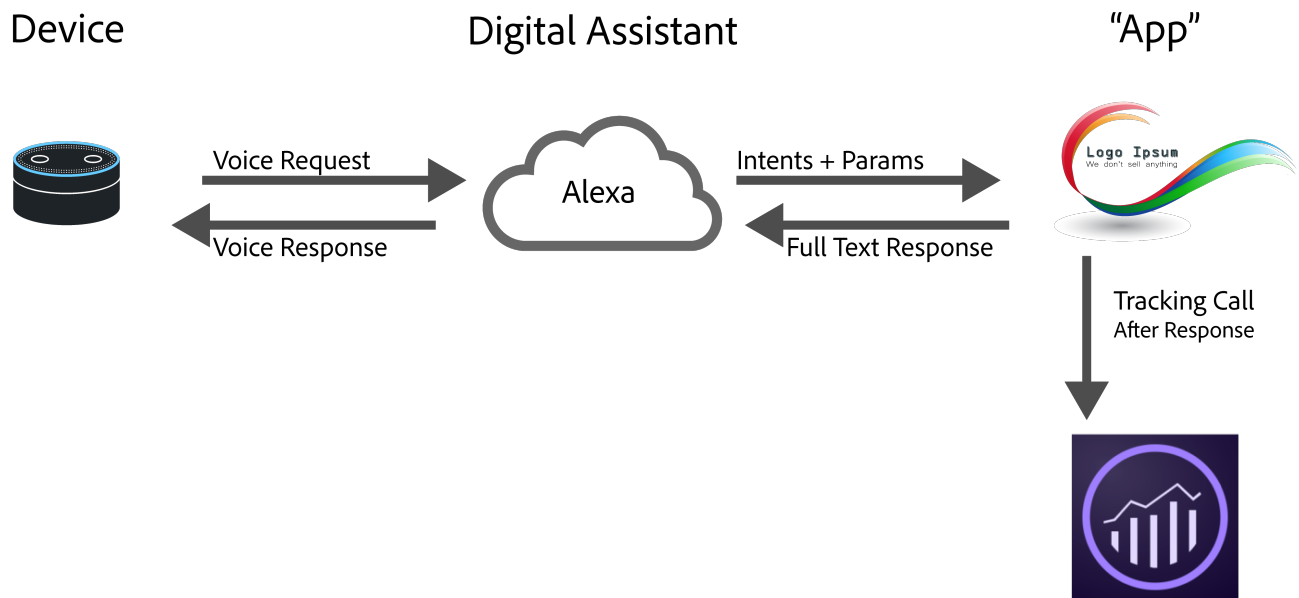 Device
Digital Assistant
“App”
Voice Request
Voice Response
Alexa
Intents + Params
Full Text Response
Logo Ipsum
We don't sell anything
Tracking Call
After Response